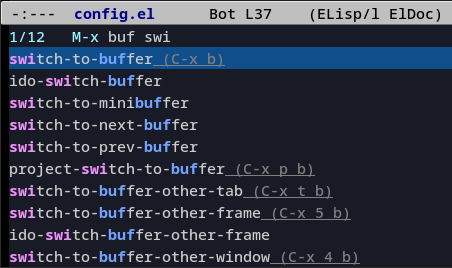 -:--- config.el Bot L37 (ELisp/l ElDoc)
1/12 M-x buf swi
switch-to-buffer (C-x b)
ido-switch-buffer
switch-to-minibuffer
switch-to-next-buffer
switch-to-prev-buffer
project-switch-to-buffer (C-x p b)
switch-to-buffer-other-tab (C-x t b)
switch-to-buffer-other-frame (C-x 5 b)
ido-switch-buffer-other-frame
switch-to-buffer-other-window (C-x 4 b)